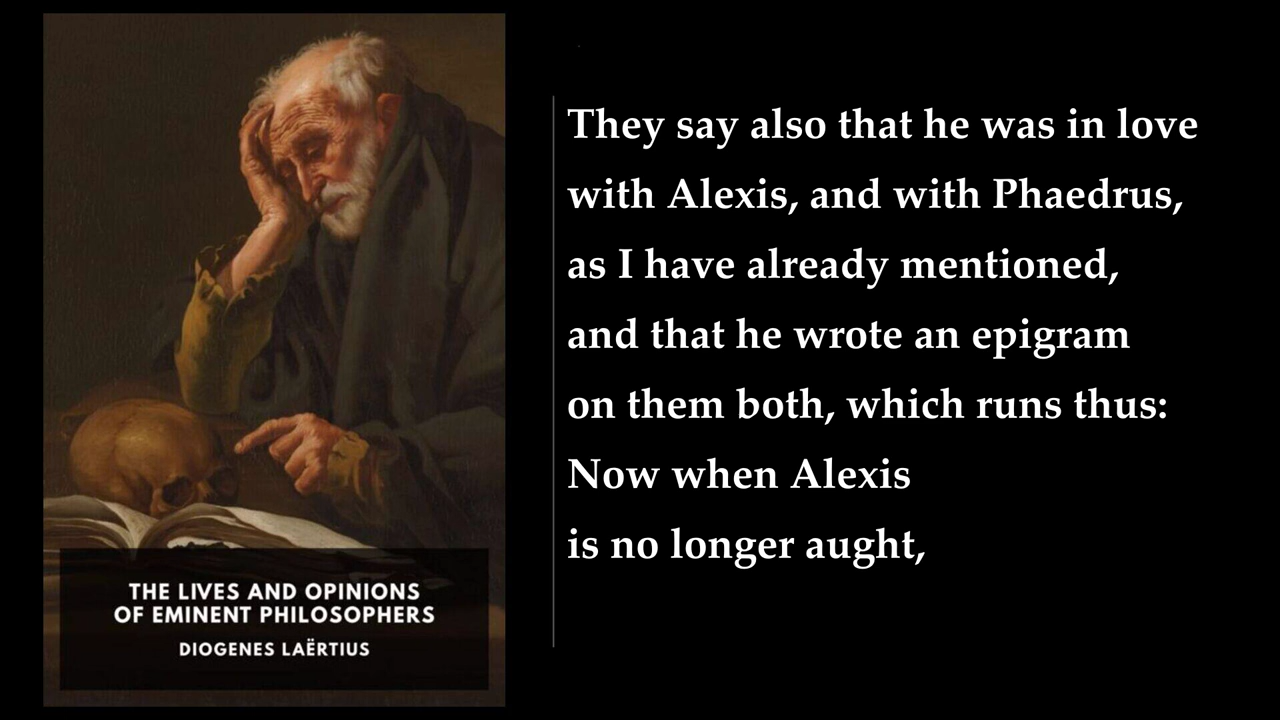 THE LIVES AND OPINIONS
OF EMINENT PHILOSOPHERS
DIOGENES LAËRTIUS
They say also that he was in love
with Alexis, and with Phaedrus,
as I have already mentioned,
and that he wrote an epigram
on them both, which runs thus:
Now when Alexis
is no longer aught,